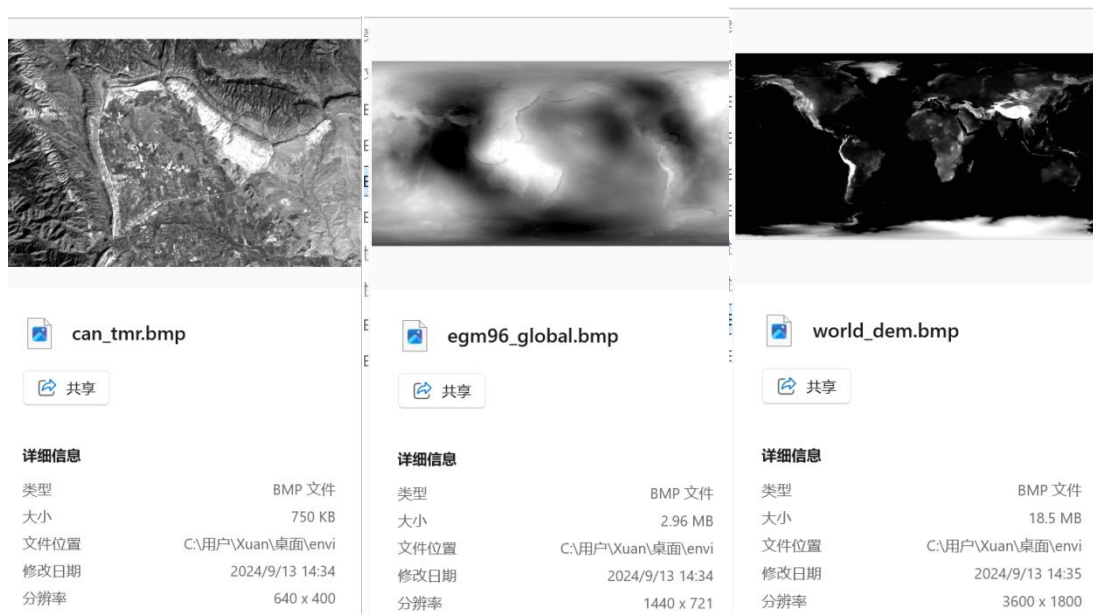 can_tmr.bmp
共享
详细信息
类型 BMP 文件
大小 750 KB
文件位置 C:\用户\Xuan\桌面\envi
修改日期 2024/9/13 14:34
分辨率 640 x 400
egm96_global.bmp
共享
详细信息
类型 BMP 文件
大小 2.96 MB
文件位置 C:\用户\Xuan\桌面\envi
修改日期 2024/9/13 14:34
分辨率 1440 x 721
world_dem.bmp
共享
详细信息
类型 BMP 文件
大小 18.5 MB
文件位置 C:\用户\Xuan\桌面\envi
修改日期 2024/9/13 14:35
分辨率 3600 x 1800